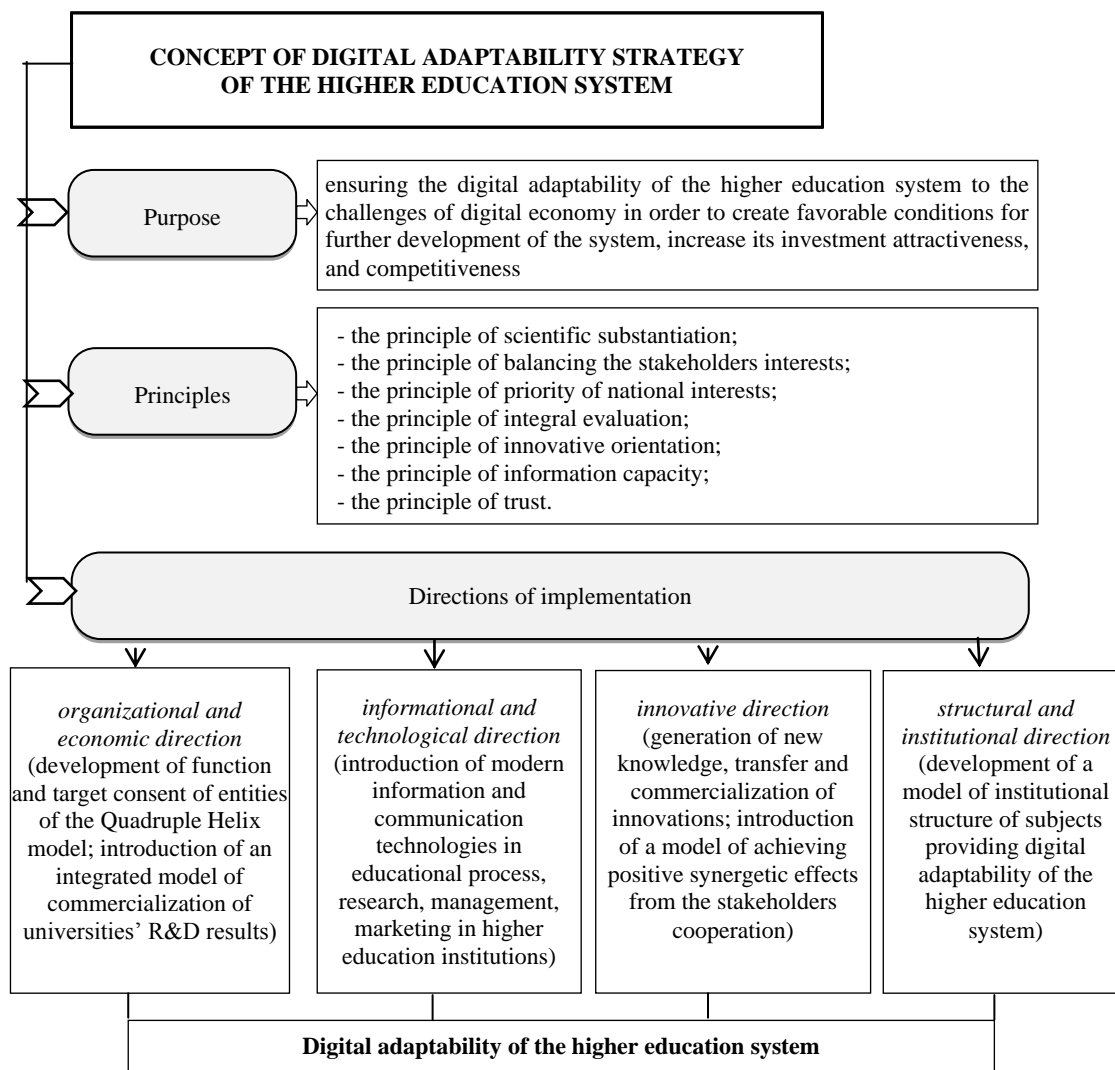 CONCEPT OF DIGITAL ADAPTABILITY STRATEGY
OF THE HIGHER EDUCATION SYSTEM
Purpose
ensuring the digital adaptability of the higher education system to the
challenges of digital economy in order to create favorable conditions for
further development of the system, increase its investment attractiveness,
and competitiveness
Principles
- the principle of scientific substantiation;
- the principle of balancing the stakeholders interests;
- the principle of priority of national interests;
- the principle of integral evaluation;
- the principle of innovative orientation;
- the principle of information capacity;
- the principle of trust.
Directions of implementation
organizational and
economic direction
(development of function
and target consent of entities
of the Quadruple Helix
model; introduction of an
integrated model of
commercialization of
universities’ R&D results)
informational and
technological direction
(introduction of modern
information and
communication
technologies in
educational process,
research, management,
marketing in higher
education institutions)
innovative direction
(generation of new
knowledge, transfer and
commercialization of
innovations; introduction
of a model of achieving
positive synergetic effects
from the stakeholders
cooperation)
structural and
institutional direction
(development of a
model of institutional
structure of subjects
providing digital
adaptability of the
higher education
system)
Digital adaptability of the higher education system